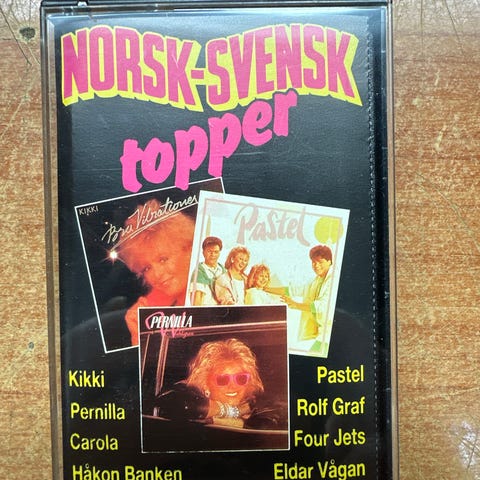 NORSK-SVENSK
topper
KIKKI
Bra Vibrationer
Pastel
PERNILLA
Kikki
Pernilla
Carola
Håkon Banken
Pastel
Rolf Graf
Four Jets
Eldar Vågan